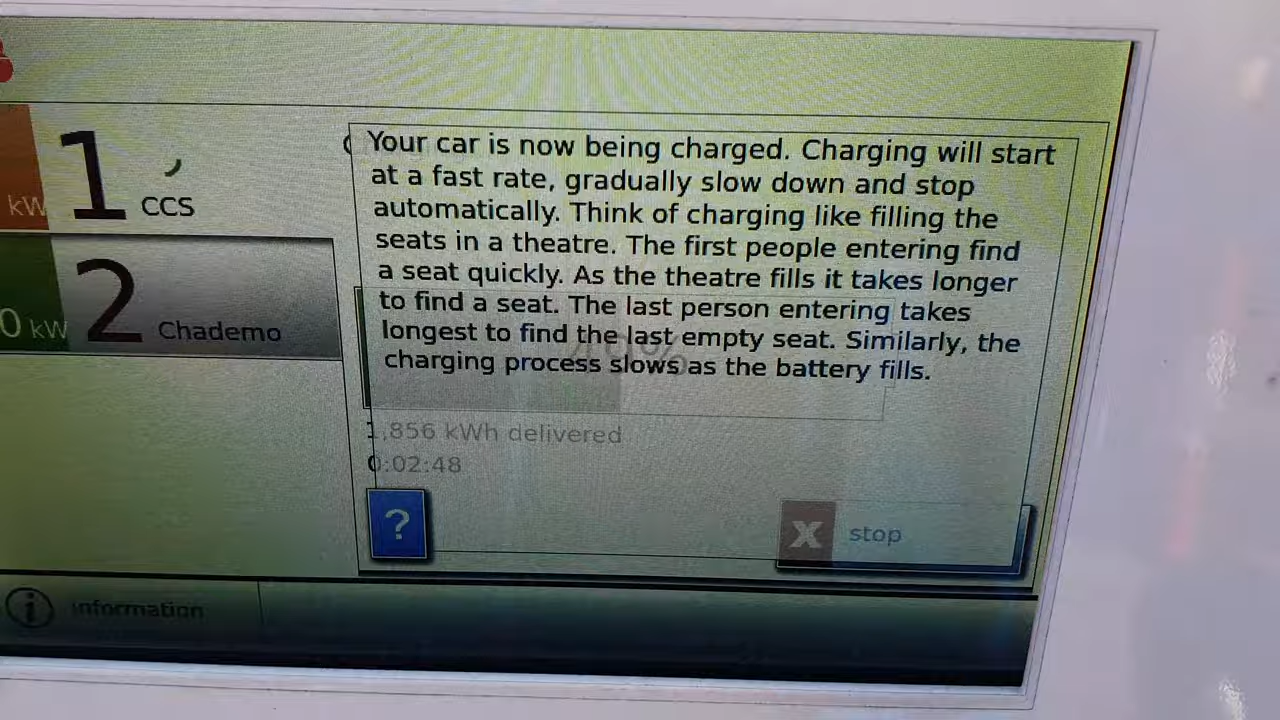 kW
1
CCS
0 kW
2
Chademo
Your car is now being charged. Charging will start
at a fast rate, gradually slow down and stop
automatically. Think of charging like filling the
seats in a theatre. The first people entering find
a seat quickly. As the theatre fills it takes longer
to find a seat. The last person entering takes
longest to find the last empty seat. Similarly, the
charging process slows as the battery fills.
1,856 kWh delivered
0:02:48
?
X stop
i information